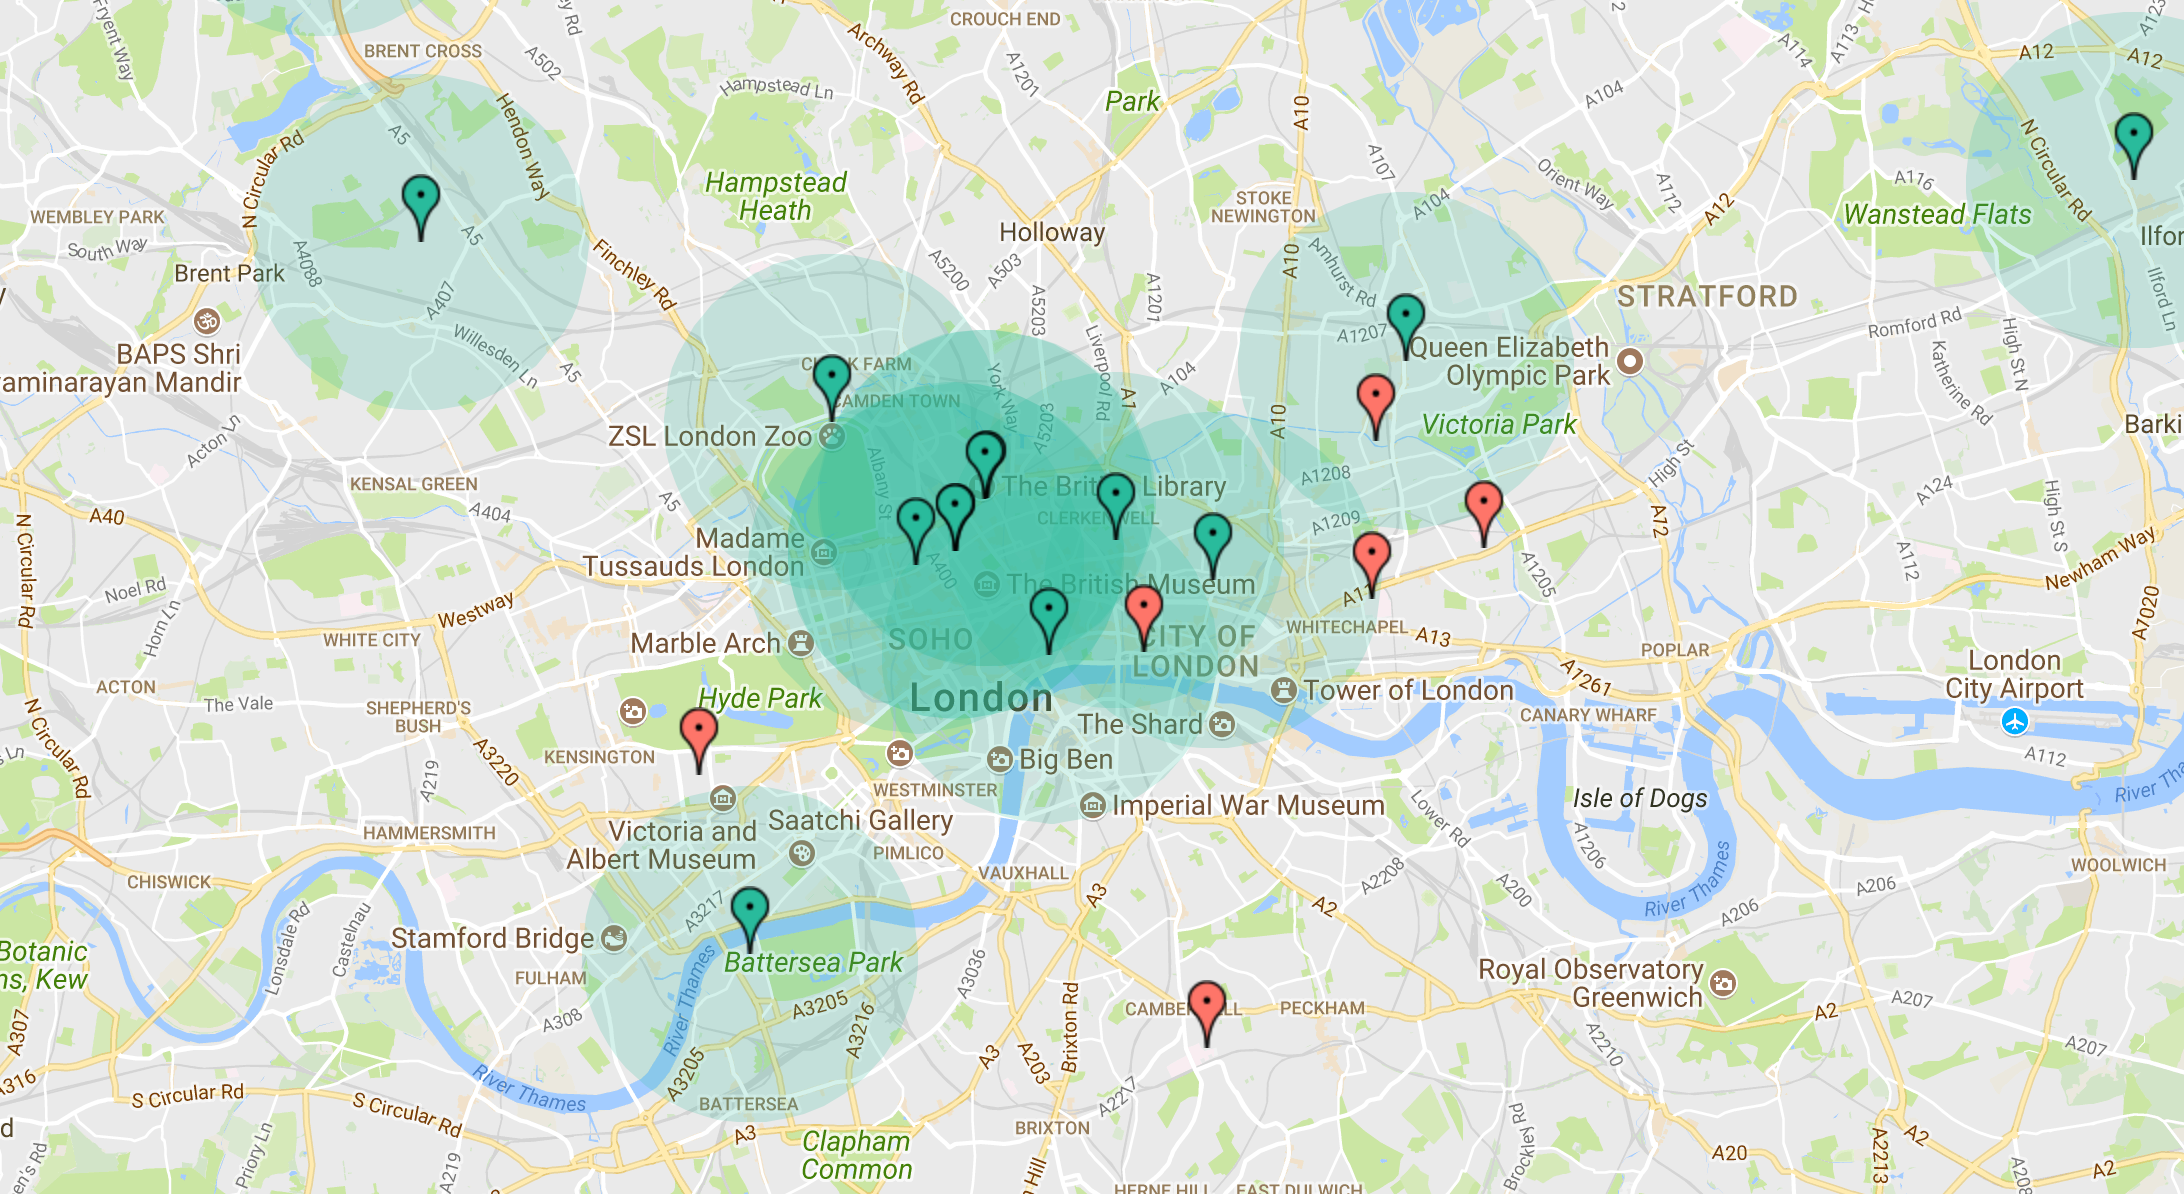 CROUCH END
BRENT CROSS
Fryent Way
A502
Archway Rd
A1201
A12
A114
A113
A123
A12
Hampstead Ln
Park
A10
A104
A5
Hendon Way
N Circular Rd
A107
Orient Way
A112
A116
N Circular Rd
Hampstead
Heath
STOKE
NEWINGTON
A104
A12
Wanstead Flats
WEMBLEY PARK
South Way
A5
A4088
Holloway
Ilfor
Brent Park
Finchley Rd
A5200
A503
A10
Amhurst Rd
A407
A5203
A1201
STRATFORD
Ilford Ln
BAPS Shri
raminarayan Mandir
Willesden Ln
A5
CAMDEN TOWN
York Way
Liverpool Rd
A104
A1
A1207
Queen Elizabeth
Olympic Park
Romford Rd
High St N
Katherine Rd
Acton Ln
ZSL London Zoo
A5203
A10
Victoria Park
Barki
KENSAL GREEN
A5
Albany St
The British Library
A1208
High St
A124
A40
A404
CLERKENWELL
A1209
A12
High St S
N Circular Rd
Madame
Tussauds London
A400
The British Museum
A11
A1205
A112
Newham Way
Noel Rd
Horn Ln
Westway
WHITE CITY
Marble Arch
SOHO
CITY OF
LONDON
WHITECHAPEL
A13
POPLAR
A1020
London
City Airport
ACTON
The Vale
SHEPHERD'S
BUSH
Hyde Park
London
Tower of London
A1261
N Circular Rd
The Shard
CANARY WHARF
A3220
KENSINGTON
Big Ben
A112
A219
WESTMINSTER
Isle of Dogs
River Tha
HAMMERSMITH
Victoria and
Albert Museum
Saatchi Gallery
Imperial War Museum
Lower Rd
PIMLICO
A1206
CHISWICK
VAUXHALL
A2208
A200
River Thames
WOOLWICH
A206
A206
Lonsdale Rd
Castelnau
A3217
A3
A2
Stamford Bridge
Botanic
ns, Kew
FULHAM
Battersea Park
A3036
Royal Observatory
Greenwich
A307
A308
River Thames
A3205
A3216
Brixton Rd
CAMBERWELL
PECKHAM
A2
A207
A2210
A207
A316
S Circular Rd
River Thames
S Circular Rd
A3205
A3
A203
A2217
BATTERSEA
BRIXTON
A3
Clapham
Common
Priory Ln
A219
Brockley Rd
A20
A2213
A2
A2
HERNE HILL
EAST DULWICH